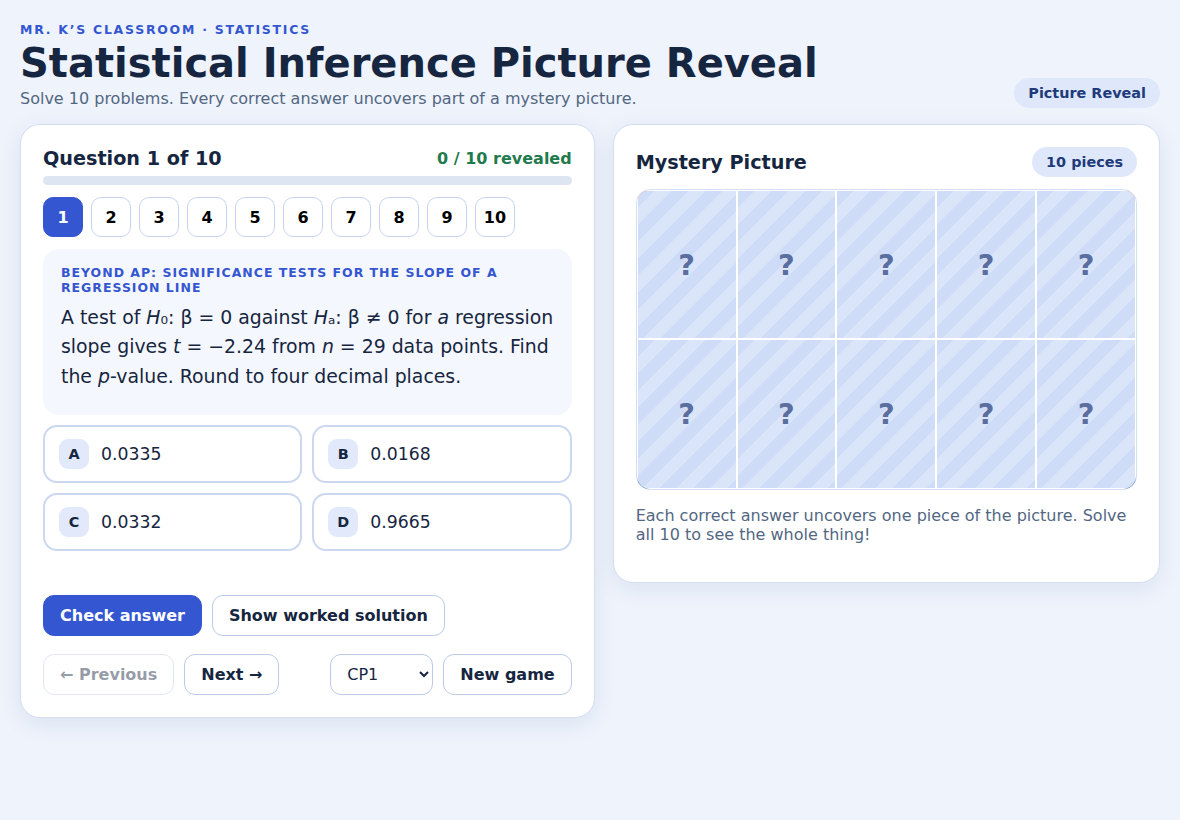 MR. K’S CLASSROOM · STATISTICS
Statistical Inference Picture Reveal
Solve 10 problems. Every correct answer uncovers part of a mystery picture.
Picture Reveal
Question 1 of 10
0 / 10 revealed
1 2 3 4 5 6 7 8 9 10
BEYOND AP: SIGNIFICANCE TESTS FOR THE SLOPE OF A
REGRESSION LINE
A test of H₀: β = 0 against Hₐ: β ≠ 0 for a regression
slope gives t = −2.24 from n = 29 data points. Find
the p-value. Round to four decimal places.
A 0.0335
B 0.0168
C 0.0332
D 0.9665
Check answer
Show worked solution
← Previous
Next →
CP1
New game
Mystery Picture
10 pieces
? ? ? ? ?
? ? ? ? ?
Each correct answer uncovers one piece of the picture. Solve
all 10 to see the whole thing!